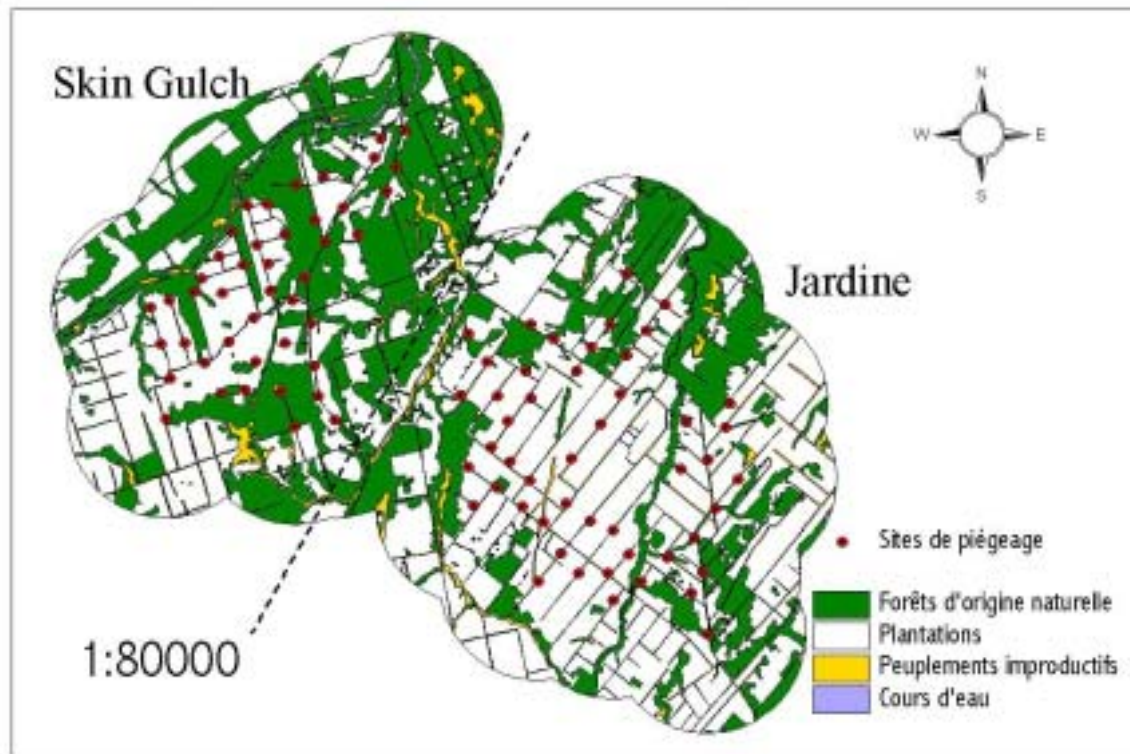 Skin Gulch
N
W E
S
Jardine
Sites de piégeage
Forêts d'origine naturelle
Plantations
Peuplements improductifs
Cours d'eau
1:80000